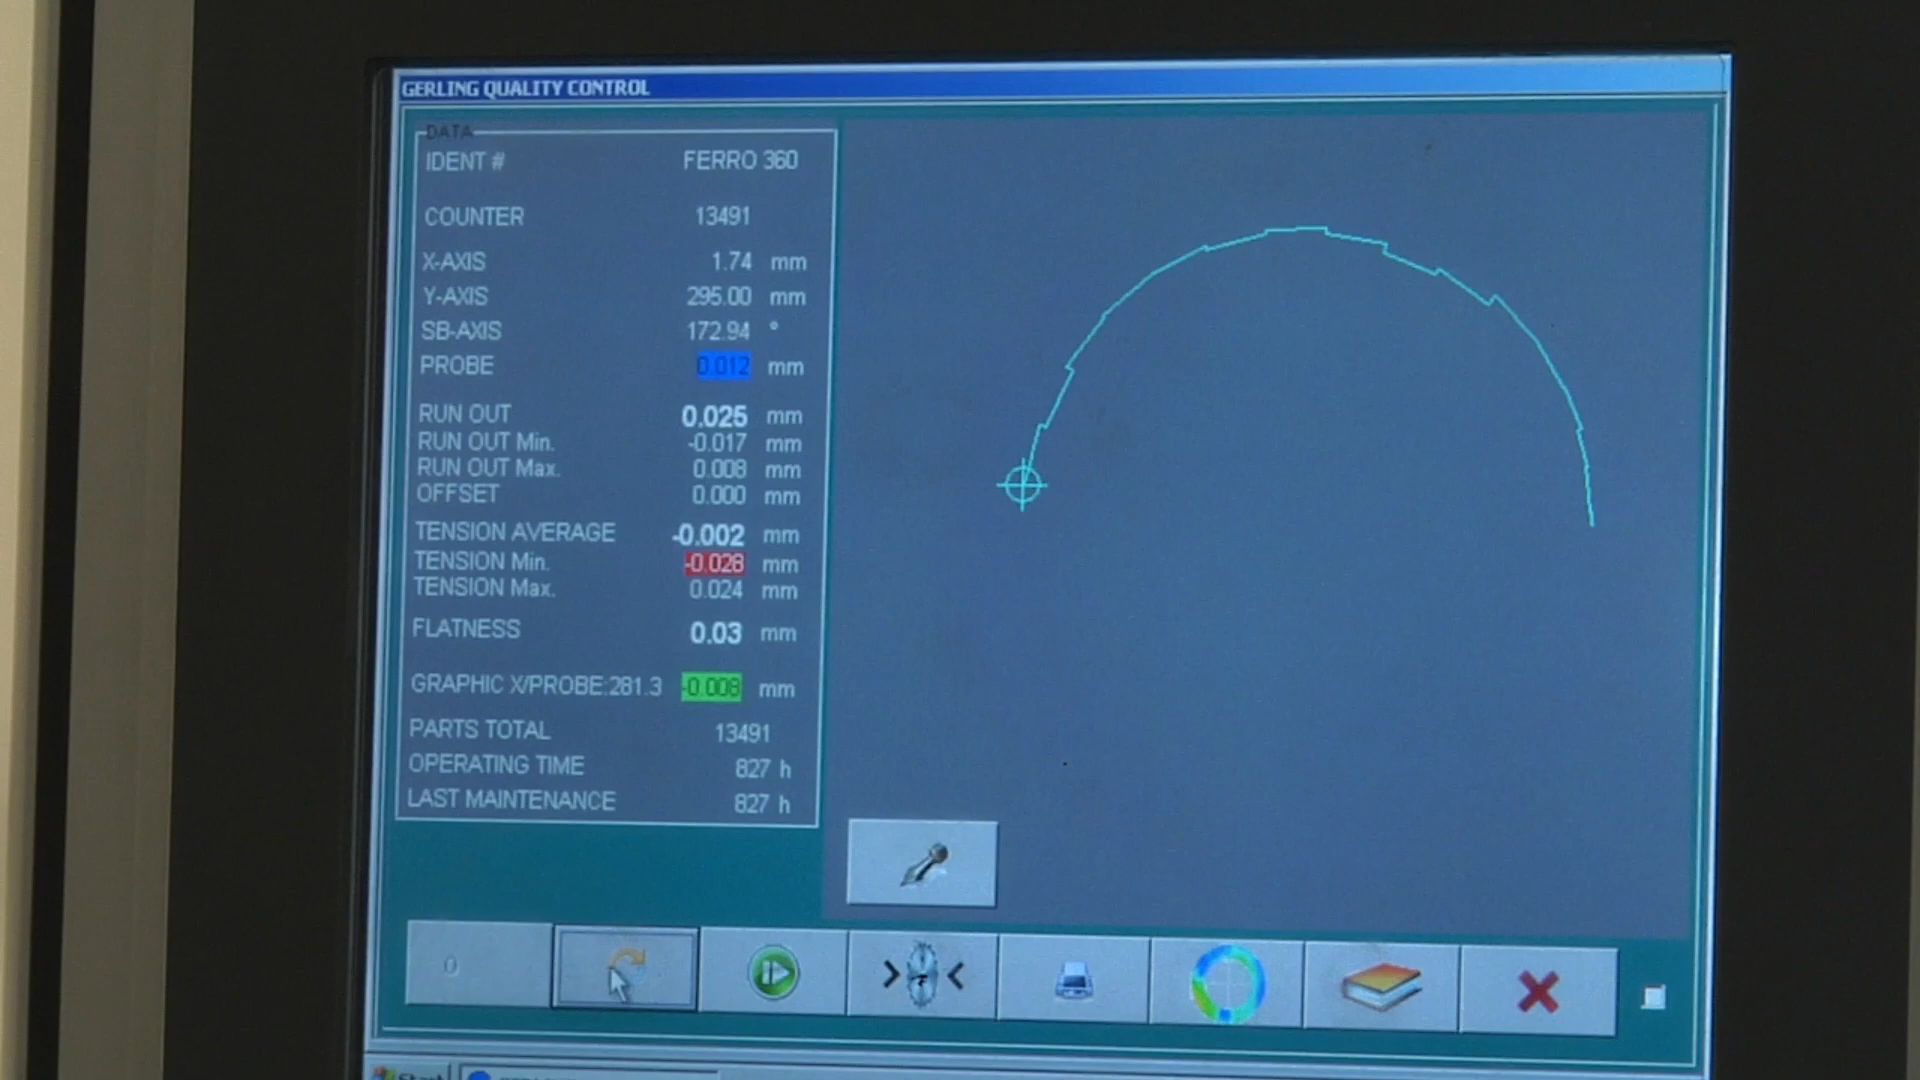 GERLING QUALITY CONTROL
DATA
IDENT # FERRO 360
COUNTER 13491
X-AXIS 1.74 mm
Y-AXIS 295.00 mm
SB-AXIS 172.94 °
PROBE 0.012 mm
RUN OUT 0.025 mm
RUN OUT Min. -0.017 mm
RUN OUT Max. 0.008 mm
OFFSET 0.000 mm
TENSION AVERAGE -0.002 mm
TENSION Min. -0.028 mm
TENSION Max. 0.024 mm
FLATNESS 0.03 mm
GRAPHIC X/PROBE:281.3 -0.008 mm
PARTS TOTAL 13491
OPERATING TIME 827 h
LAST MAINTENANCE 827 h
0
Start